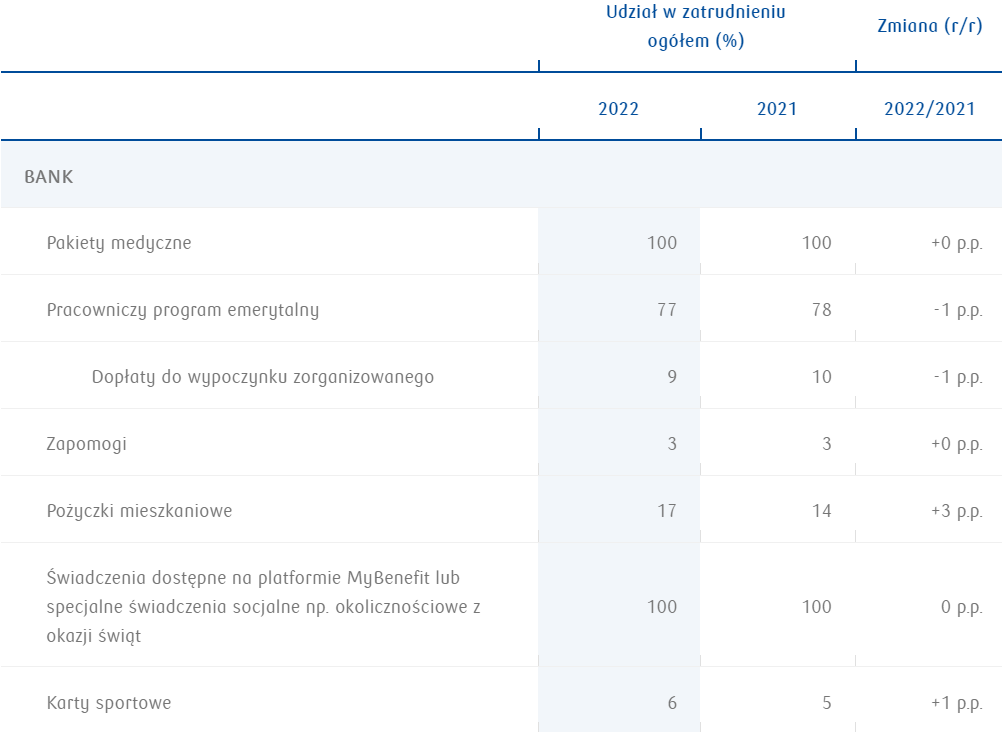 Udział w zatrudnieniu
ogółem (%)
Zmiana (r/r)
2022 2021 2022/2021
BANK
Pakiety medyczne 100 100 +0 p.p.
Pracowniczy program emerytalny 77 78 -1 p.p.
Dopłaty do wypoczynku zorganizowanego 9 10 -1 p.p.
Zapomogi 3 3 +0 p.p.
Pożyczki mieszkaniowe 17 14 +3 p.p.
Świadczenia dostępne na platformie MyBenefit lub
specjalne świadczenia socjalne np. okolicznościowe z 100 100 0 p.p.
okazji świąt
Karty sportowe 6 5 +1 p.p.